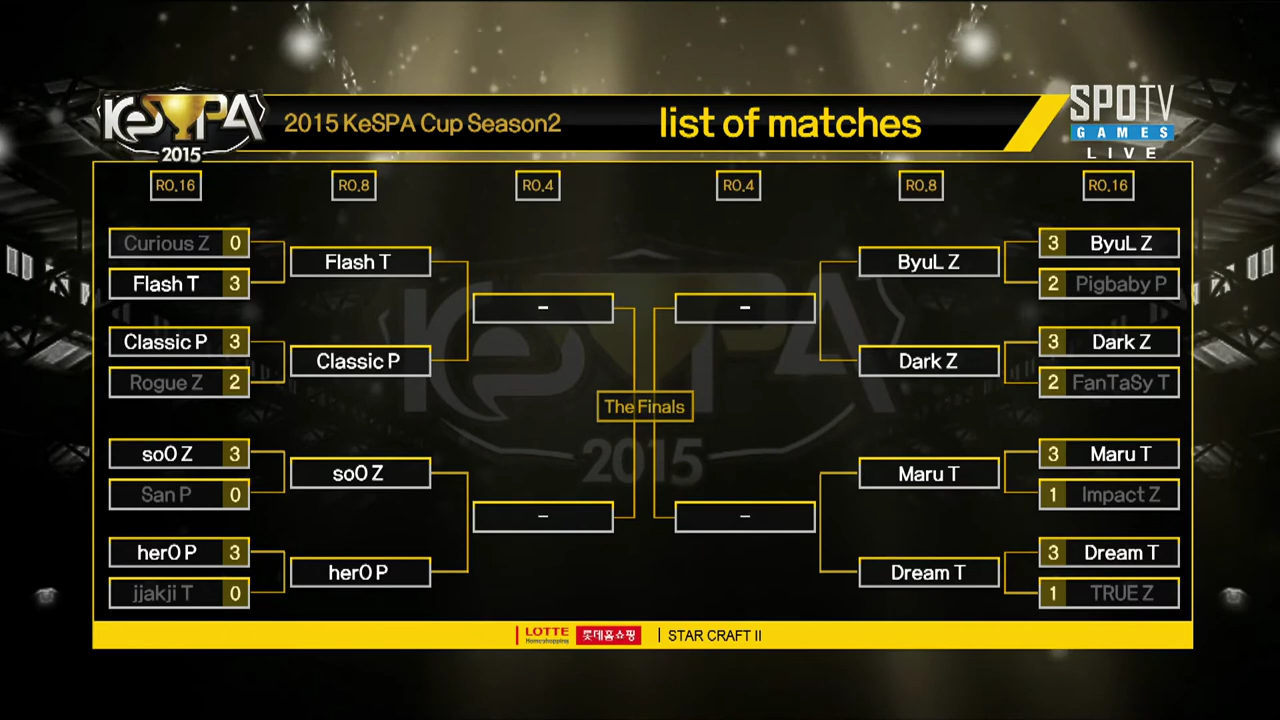 KeSPA
2015
2015 KeSPA Cup Season2
list of matches
SPOTV
GAMES
LIVE
RO.16
RO.8
RO.4
RO.4
RO.8
RO.16
Curious Z 0
Flash T 3
Classic P 3
Rogue Z 2
soO Z 3
San P 0
herO P 3
jjakji T 0
Flash T
Classic P
soO Z
herO P
-
-
The Finals
KeSPA
2015
-
-
ByuL Z
Dark Z
Maru T
Dream T
3 ByuL Z
2 Pigbaby P
3 Dark Z
2 FanTaSy T
3 Maru T
1 Impact Z
3 Dream T
1 TRUE Z
LOTTE
Homeshopping
롯데홈쇼핑
STAR CRAFT II